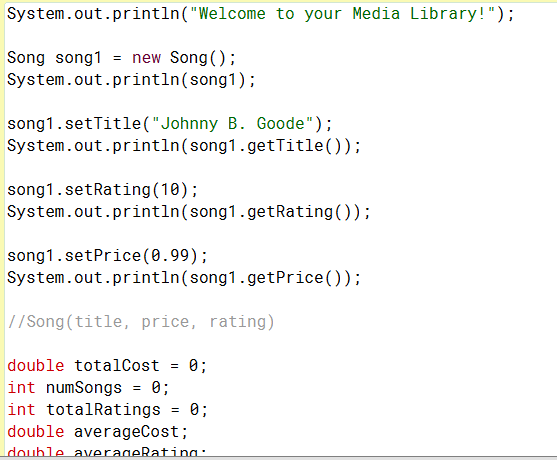 System.out.println("Welcome to your Media Library!");
Song song1 = new Song();
System.out.println(song1);
song1.setTitle("Johnny B. Goode");
System.out.println(song1.getTitle());
song1.setRating(10);
System.out.println(song1.getRating());
song1.setPrice(0.99);
System.out.println(song1.getPrice());
//Song(title, price, rating)
double totalCost = 0;
int numSongs = 0;
int totalRatings = 0;
double averageCost;
double averageRating;